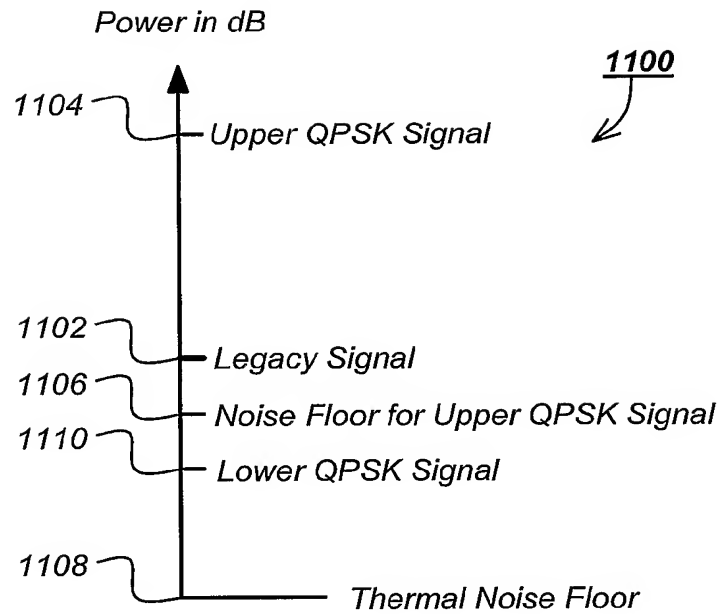 Power in dB
1100
1104
Upper QPSK Signal
1102
Legacy Signal
1106
Noise Floor for Upper QPSK Signal
1110
Lower QPSK Signal
1108
Thermal Noise Floor